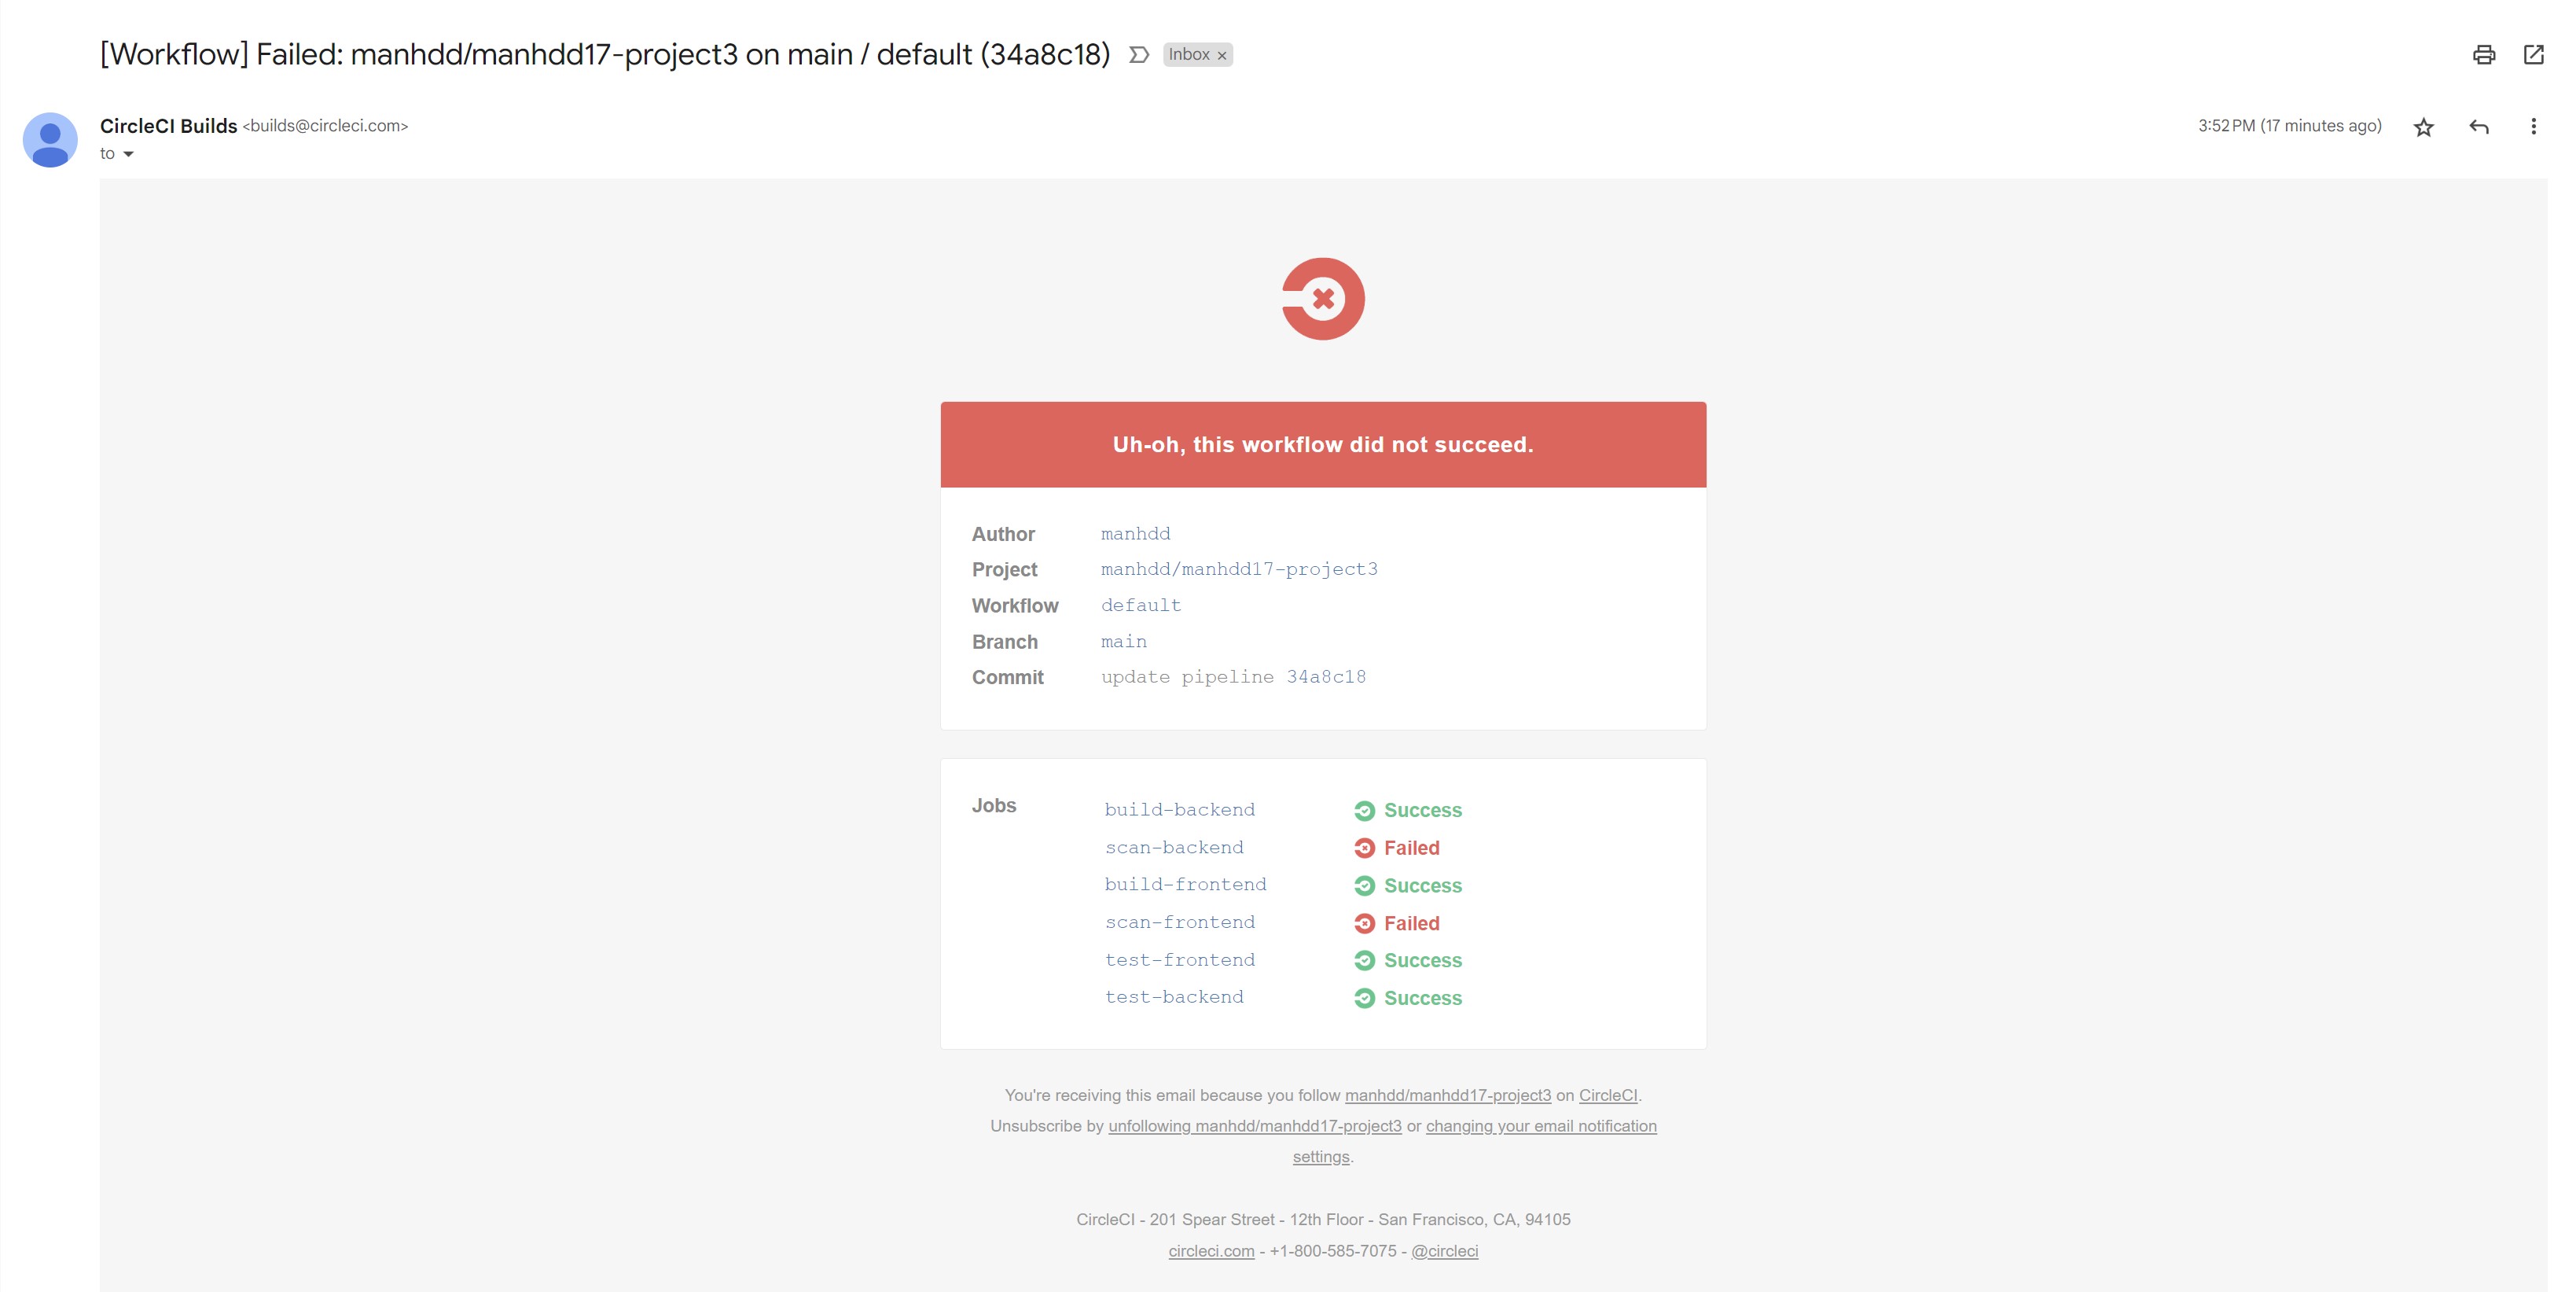 [Workflow] Failed: manhdd/manhdd17-project3 on main / default (34a8c18) Inbox ×
CircleCI Builds <builds@circleci.com>
3:52 PM (17 minutes ago)
to
Uh-oh, this workflow did not succeed.
Author manhdd
Project manhdd/manhdd17-project3
Workflow default
Branch main
Commit update pipeline 34a8c18
Jobs
build-backend Success
scan-backend Failed
build-frontend Success
scan-frontend Failed
test-frontend Success
test-backend Success
You're receiving this email because you follow manhdd/manhdd17-project3 on CircleCI.
Unsubscribe by unfollowing manhdd/manhdd17-project3 or changing your email notification
settings.
CircleCI - 201 Spear Street - 12th Floor - San Francisco, CA, 94105
circleci.com - +1-800-585-7075 - @circleci